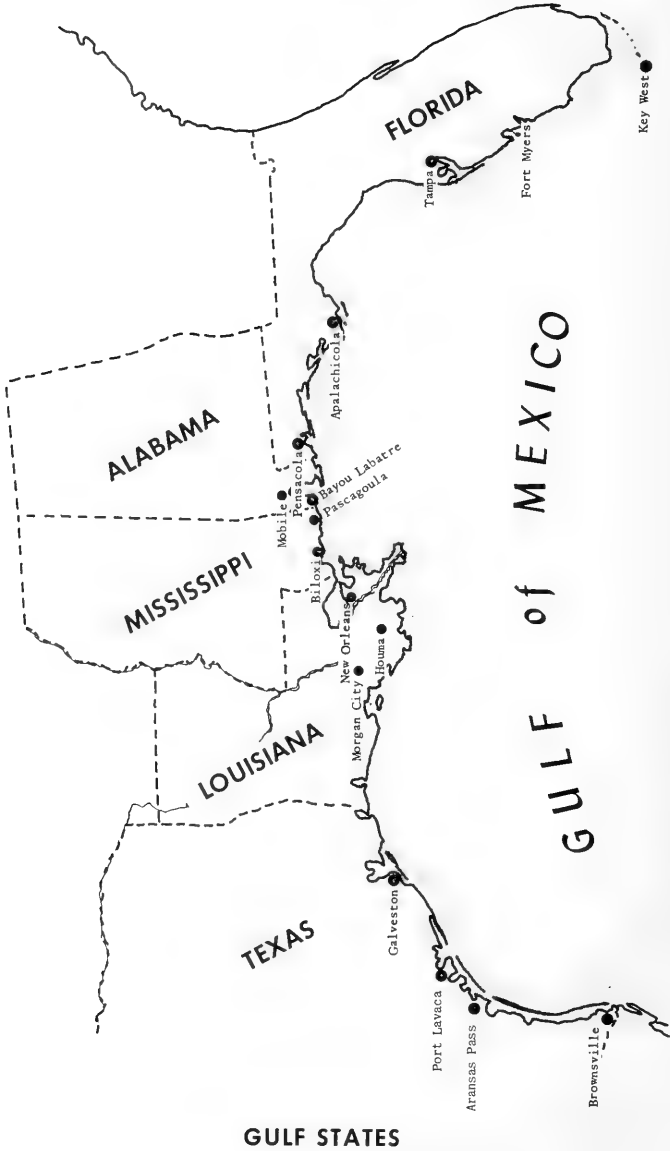 FLORIDA
Key West
Fort Myers
Tampa
Apalachicola
ALABAMA
Pensacola
Mobile
Bayou Labatre
Pascagoula
MISSISSIPPI
Biloxi
New Orleans
Houma
Morgan City
LOUISIANA
GULF of MEXICO
TEXAS
Galveston
Port Lavaca
Aransas Pass
Brownsville
GULF STATES